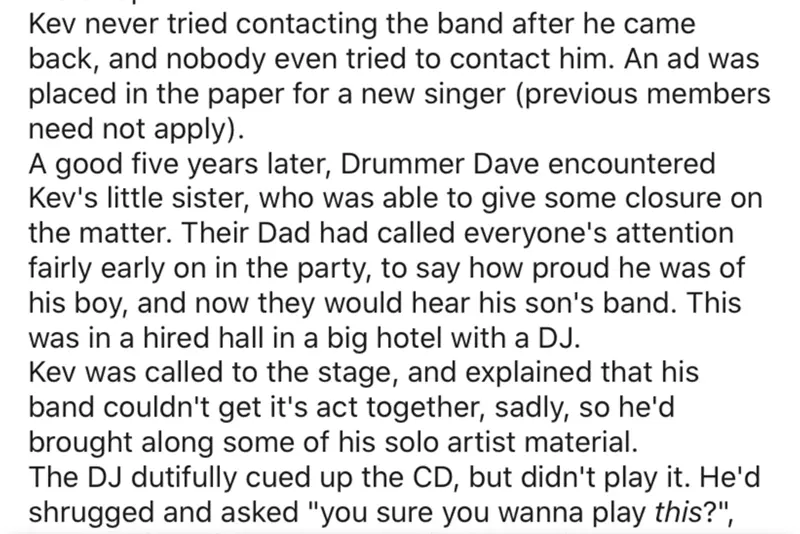 Kev never tried contacting the band after he came
back, and nobody even tried to contact him. An ad was
placed in the paper for a new singer (previous members
need not apply).
A good five years later, Drummer Dave encountered
Kev's little sister, who was able to give some closure on
the matter. Their Dad had called everyone's attention
fairly early on in the party, to say how proud he was of
his boy, and now they would hear his son's band. This
was in a hired hall in a big hotel with a DJ.
Kev was called to the stage, and explained that his
band couldn't get it's act together, sadly, so he'd
brought along some of his solo artist material.
The DJ dutifully cued up the CD, but didn't play it. He'd
shrugged and asked "you sure you wanna play this?",